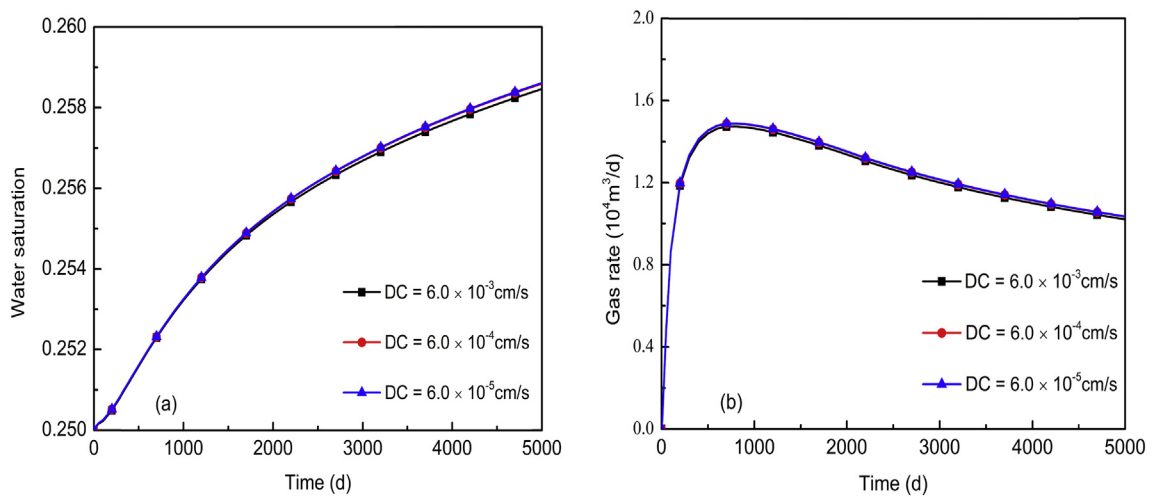 0.260
0.258
0.256
0.254
0.252
0.250
Water saturation
DC = 6.0 × 10⁻³cm/s
DC = 6.0 × 10⁻⁴cm/s
DC = 6.0 × 10⁻⁵cm/s
(a)
0 1000 2000 3000 4000 5000
Time (d)
2.0
1.6
1.2
0.8
0.4
0.0
Gas rate (10⁴m³/d)
DC = 6.0 × 10⁻³cm/s
DC = 6.0 × 10⁻⁴cm/s
DC = 6.0 × 10⁻⁵cm/s
(b)
0 1000 2000 3000 4000 5000
Time (d)